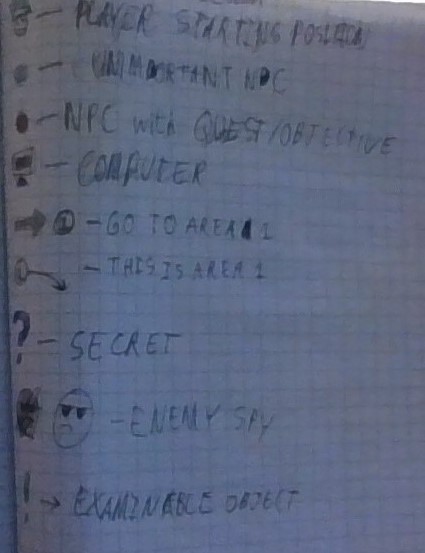 – PLAYER STARTING POSITION
– UNIMPORTANT NPC
– NPC with QUEST/OBJECTIVE
– COMPUTER
→ ① – GO TO AREA 1
– THIS IS AREA 1
? – SECRET
– ENEMY SPY
! → EXAMINABLE OBJECT